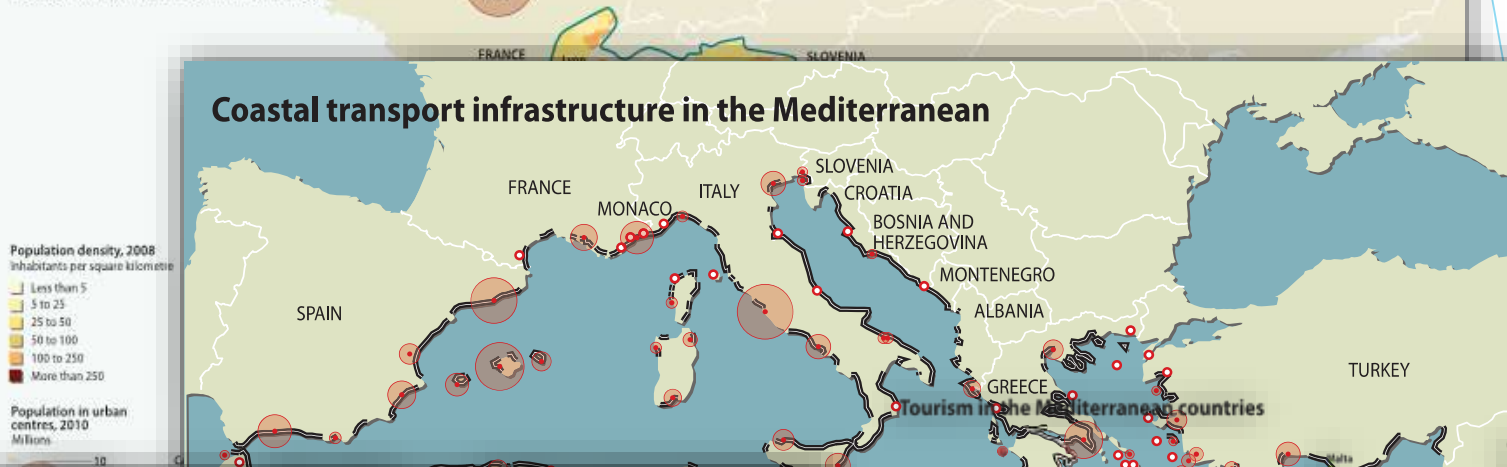 FRANCE
Lyon
SLOVENIA
Coastal transport infrastructure in the Mediterranean
SLOVENIA
FRANCE
ITALY
CROATIA
MONACO
BOSNIA AND
HERZEGOVINA
MONTENEGRO
SPAIN
ALBANIA
TURKEY
GREECE
Tourism in the Mediterranean countries
Malta
Population density, 2008
Inhabitants per square kilometre
Less than 5
5 to 25
25 to 50
50 to 100
100 to 250
More than 250
Population in urban
centres, 2010
Millions
10